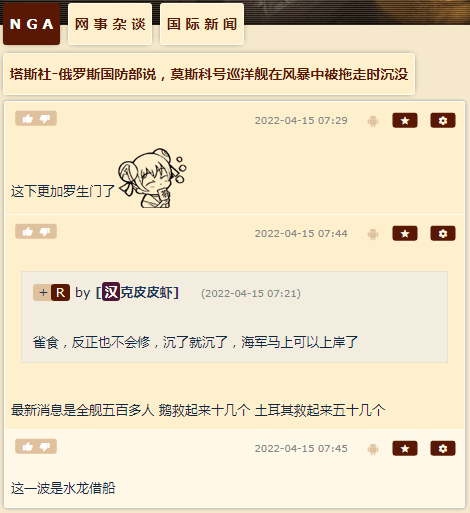 NGA 网事杂谈 国际新闻
塔斯社-俄罗斯国防部说，莫斯科号巡洋舰在风暴中被拖走时沉没
2022-04-15 07:29
这下更加罗生门了
2022-04-15 07:44
+ R by [汉克皮皮虾] (2022-04-15 07:21)
雀食，反正也不会修，沉了就沉了，海军马上可以上岸了
最新消息是全舰五百多人 鹅救起来十几个 土耳其救起来五十几个
2022-04-15 07:45
这一波是水龙借船